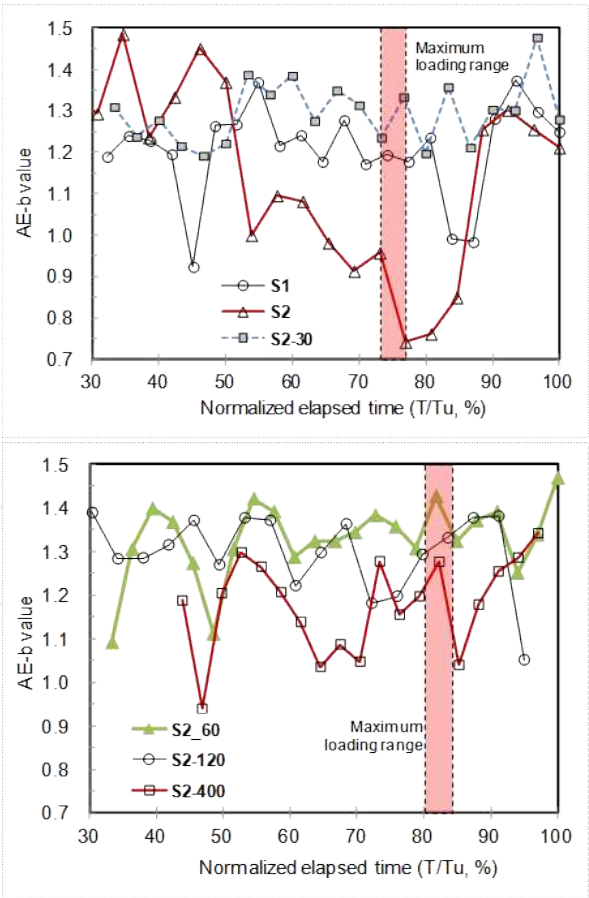 1.5
1.4
1.3
1.2
1.1
1.0
0.9
0.8
0.7
AE-b value
Maximum
loading range
S1
S2
S2-30
30 40 50 60 70 80 90 100
Normalized elapsed time (T/Tu, %)
1.5
1.4
1.3
1.2
1.1
1.0
0.9
0.8
0.7
AE-b value
Maximum
loading range
S2_60
S2-120
S2-400
30 40 50 60 70 80 90 100
Normalized elapsed time (T/Tu, %)